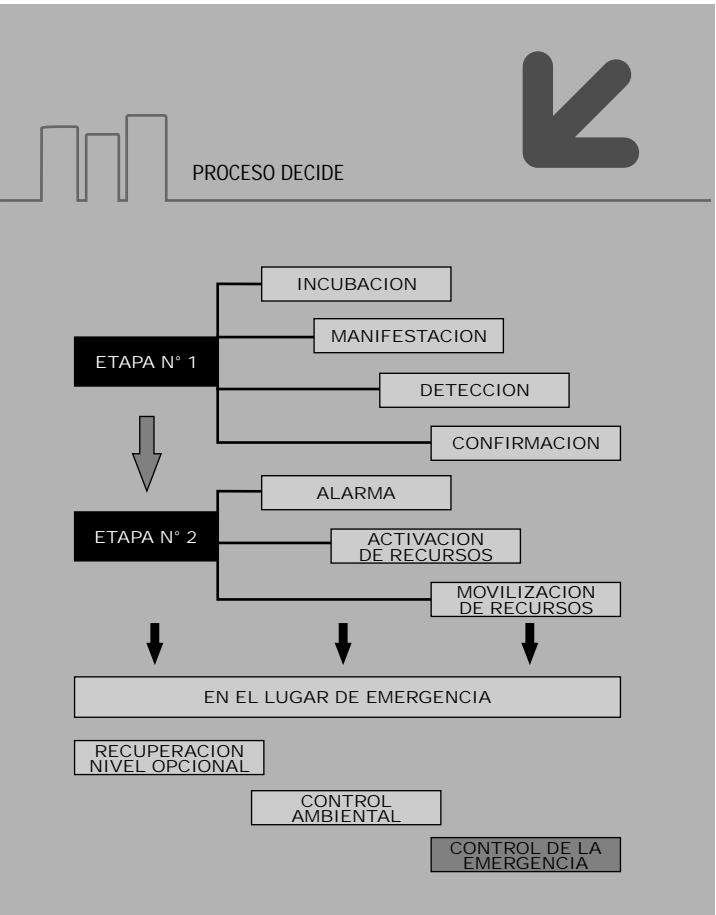 PROCESO DECIDE
INCUBACION
MANIFESTACION
ETAPA N° 1
DETECCION
CONFIRMACION
ALARMA
ETAPA N° 2
ACTIVACION
DE RECURSOS
MOVILIZACION
DE RECURSOS
EN EL LUGAR DE EMERGENCIA
RECUPERACION
NIVEL OPCIONAL
CONTROL
AMBIENTAL
CONTROL DE LA
EMERGENCIA